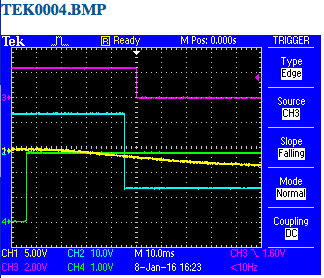 TEK0004.BMP
Tek Ready M Pos: 0.000s TRIGGER
Type
Edge
Source
CH3
Slope
Falling
Mode
Normal
Coupling
DC
CH1 5.00V CH2 10.0V M 10.0ms CH3 1.60V
CH3 2.00V CH4 1.00V 8-Jan-16 16:23 <10Hz